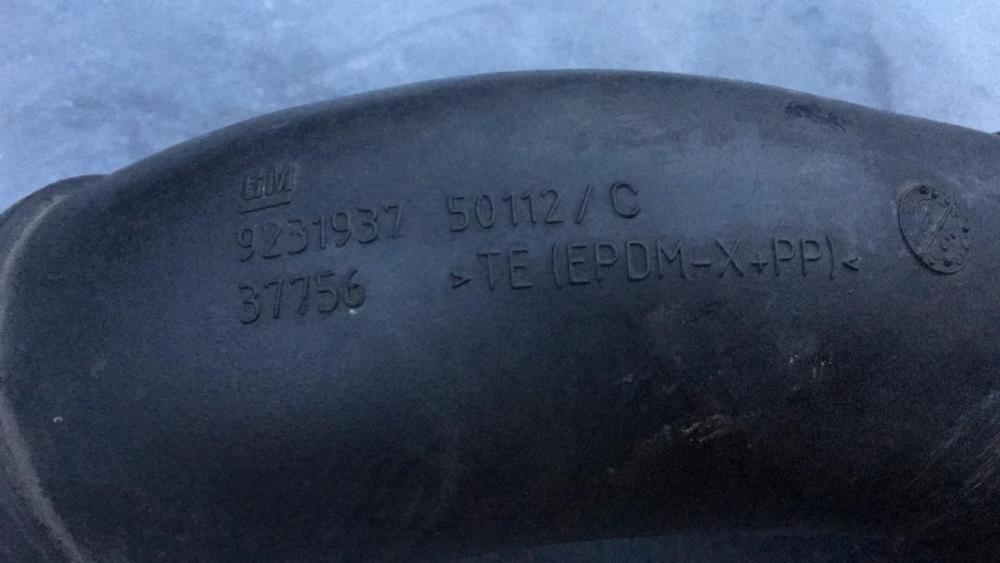 GM
9231937 50112/C
37756 >TE (EPDM-X+PP)<